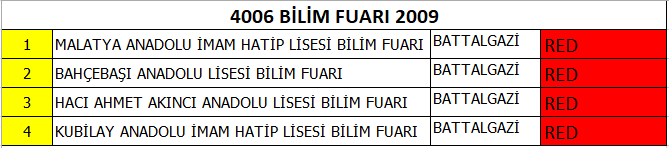 4006 BİLİM FUARI 2009
1 MALATYA ANADOLU İMAM HATİP LİSESİ BİLİM FUARI BATTALGAZİ RED
2 BAHÇEBAŞI ANADOLU LİSESİ BİLİM FUARI BATTALGAZİ RED
3 HACI AHMET AKINCI ANADOLU LİSESİ BİLİM FUARI BATTALGAZİ RED
4 KUBİLAY ANADOLU İMAM HATİP LİSESİ BİLİM FUARI BATTALGAZİ RED